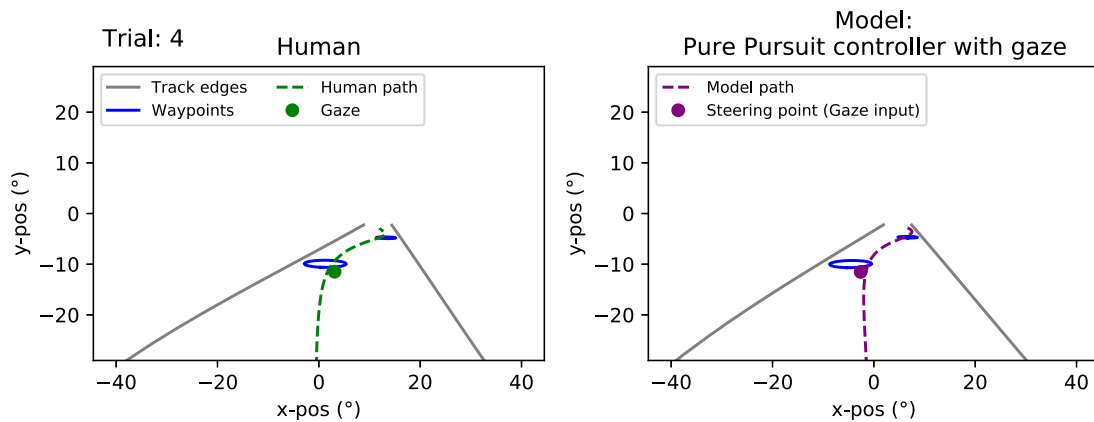 Trial: 4
Human
Track edges
Waypoints
Human path
Gaze
20
10
0
−10
−20
y-pos (°)
−40
−20
0
20
40
x-pos (°)
Model:
Pure Pursuit controller with gaze
Model path
Steering point (Gaze input)
20
10
0
−10
−20
y-pos (°)
−40
−20
0
20
40
x-pos (°)